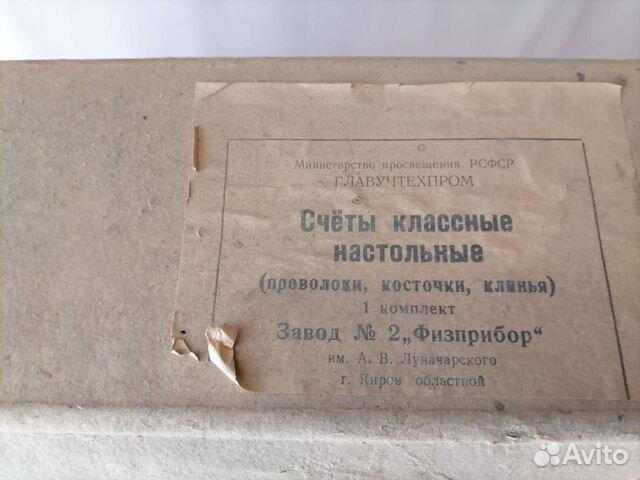 Министерство просвещения РСФСР
ГЛАВУЧТЕХПРОМ
Счёты классные
настольные
(проволоки, косточки, клинья)
1 комплект
Завод № 2 „Физприбор“
им. А. В. Луначарского
г. Киров областной
Avito